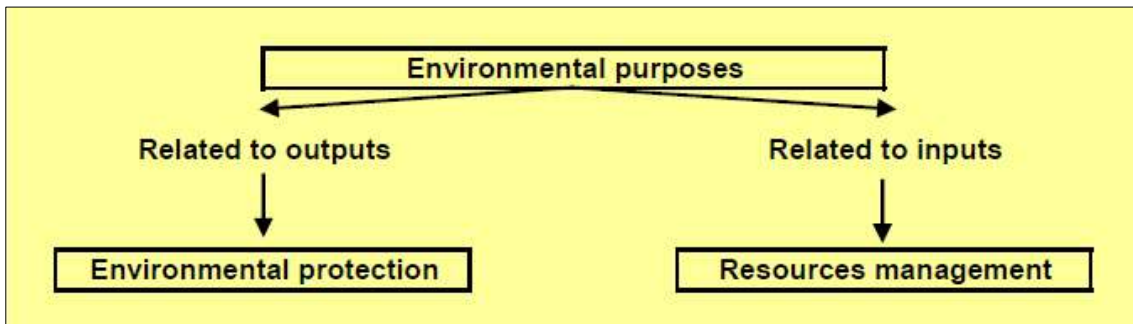 Environmental purposes
Related to outputs
Related to inputs
Environmental protection
Resources management